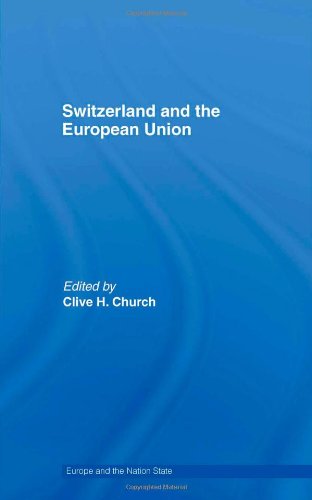 Switzerland and the
European Union
Edited by
Clive H. Church
Europe and the Nation State